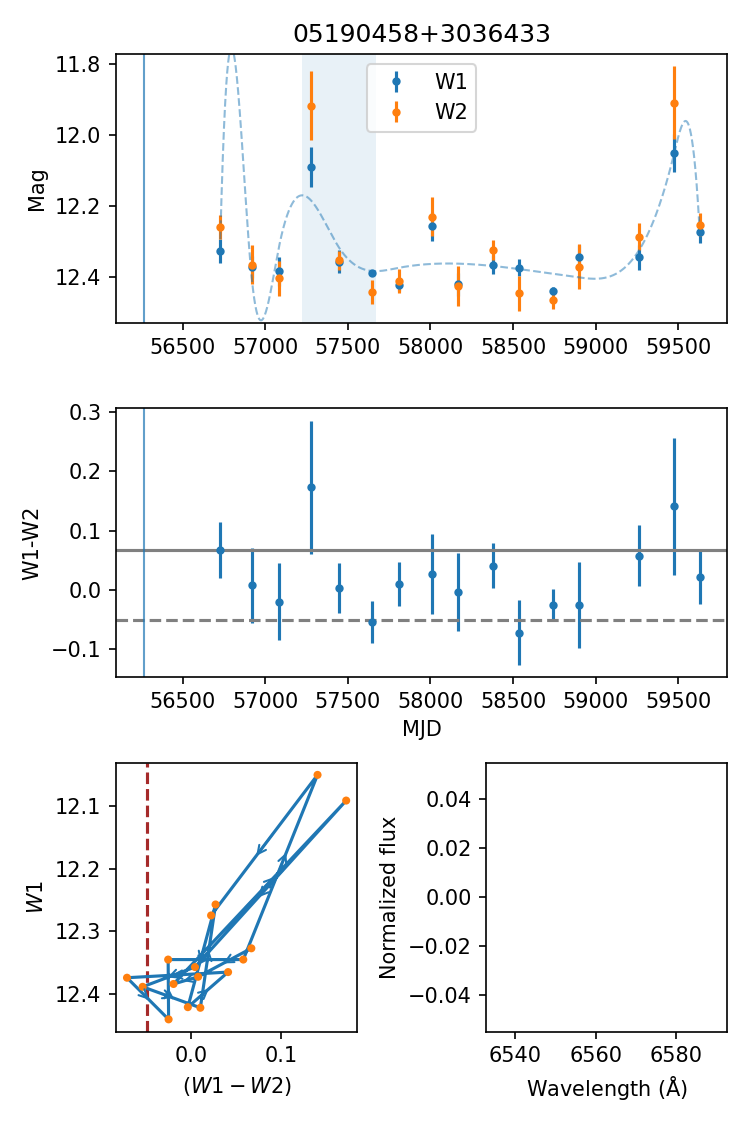 05190458+3036433
11.8
12.0
12.2
12.4
Mag
W1
W2
56500 57000 57500 58000 58500 59000 59500
0.3
0.2
0.1
0.0
−0.1
W1-W2
56500 57000 57500 58000 58500 59000 59500
MJD
12.1
12.2
12.3
12.4
W1
0.0 0.1
(W1 − W2)
0.04
0.02
0.00
−0.02
−0.04
Normalized flux
6540 6560 6580
Wavelength (Å)